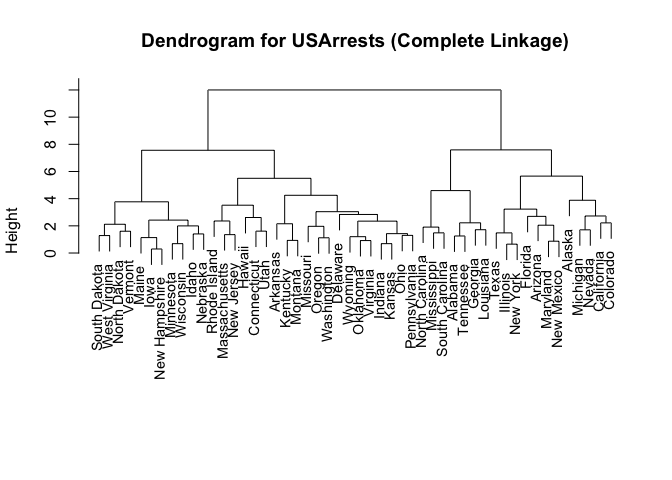 Dendrogram for USArrests (Complete Linkage)
Height
0
2
4
6
8
10
South Dakota
West Virginia
North Dakota
Vermont
Maine
Iowa
New Hampshire
Minnesota
Wisconsin
Idaho
Nebraska
Rhode Island
Massachusetts
New Jersey
Hawaii
Connecticut
Utah
Arkansas
Kentucky
Montana
Missouri
Oregon
Washington
Delaware
Wyoming
Oklahoma
Virginia
Indiana
Kansas
Ohio
Pennsylvania
North Carolina
Mississippi
South Carolina
Alabama
Tennessee
Georgia
Louisiana
Texas
Illinois
New York
Florida
Arizona
Maryland
New Mexico
Alaska
Michigan
Nevada
California
Colorado